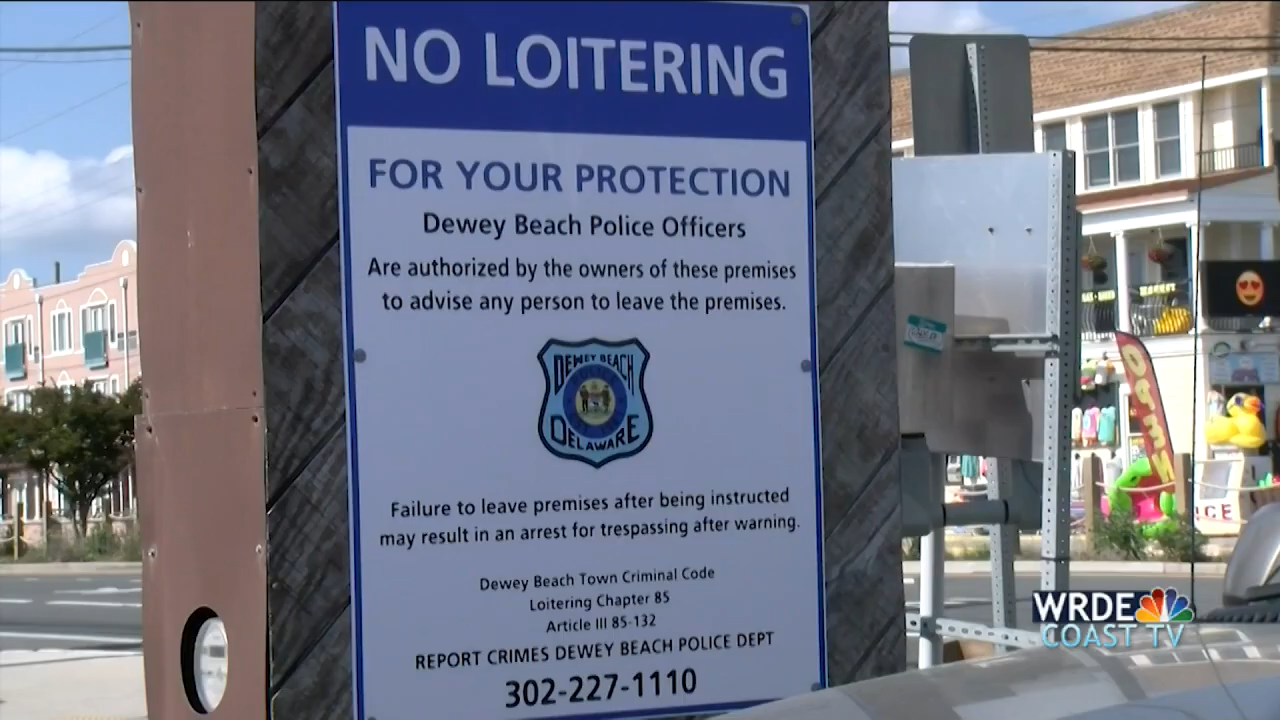 NO LOITERING
FOR YOUR PROTECTION
Dewey Beach Police Officers
Are authorized by the owners of these premises
to advise any person to leave the premises.
DEWEY BEACH
DELAWARE
Failure to leave premises after being instructed
may result in an arrest for trespassing after warning.
Dewey Beach Town Criminal Code
Loitering Chapter 85
Article III 85-132
REPORT CRIMES DEWEY BEACH POLICE DEPT
302-227-1110
OPEN
ICE
WRDE
COAST TV